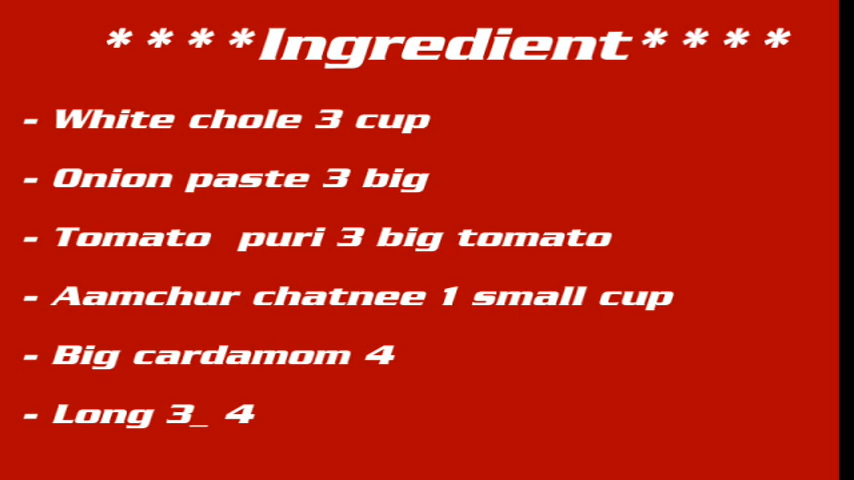 ****Ingredient****
- White chole 3 cup
- Onion paste 3 big
- Tomato puri 3 big tomato
- Aamchur chatnee 1 small cup
- Big cardamom 4
- Long 3_ 4